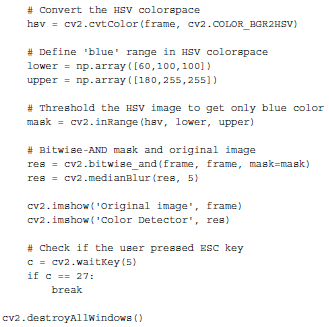 # Convert the HSV colorspace
hsv = cv2.cvtColor(frame, cv2.COLOR_BGR2HSV)
# Define 'blue' range in HSV colorspace
lower = np.array([60,100,100])
upper = np.array([180,255,255])
# Threshold the HSV image to get only blue color
mask = cv2.inRange(hsv, lower, upper)
# Bitwise-AND mask and original image
res = cv2.bitwise_and(frame, frame, mask=mask)
res = cv2.medianBlur(res, 5)
cv2.imshow('Original image', frame)
cv2.imshow('Color Detector', res)
# Check if the user pressed ESC key
c = cv2.waitKey(5)
if c == 27:
break
cv2.destroyAllWindows()